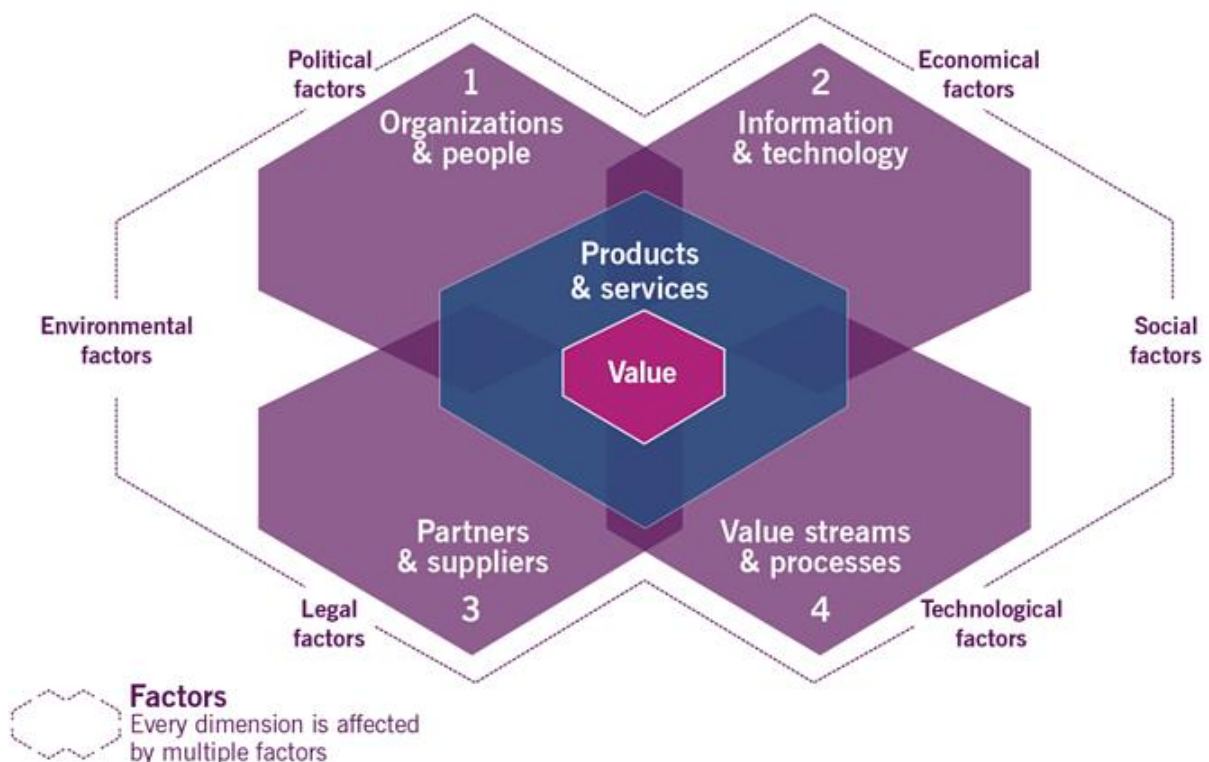 Political
factors
Economical
factors
1
Organizations
& people
2
Information
& technology
Products
& services
Environmental
factors
Social
factors
Value
Partners
& suppliers
3
Value streams
& processes
4
Legal
factors
Technological
factors
Factors
Every dimension is affected
by multiple factors